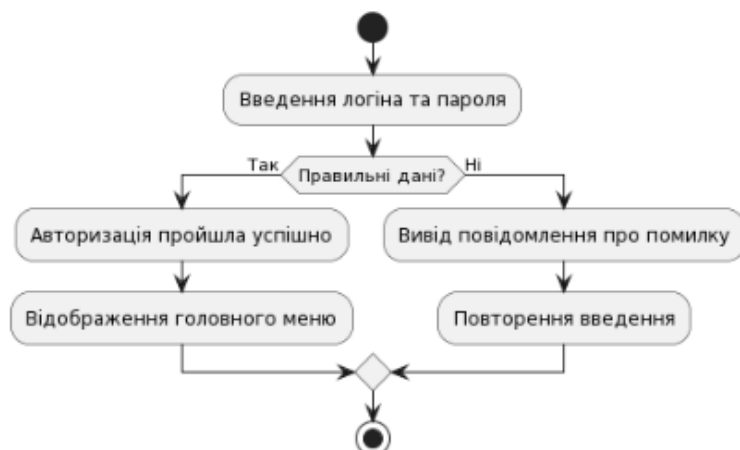 Введення логіна та пароля
Так
Правильні дані?
Ні
Авторизація пройшла успішно
Вивід повідомлення про помилку
Відображення головного меню
Повторення введення